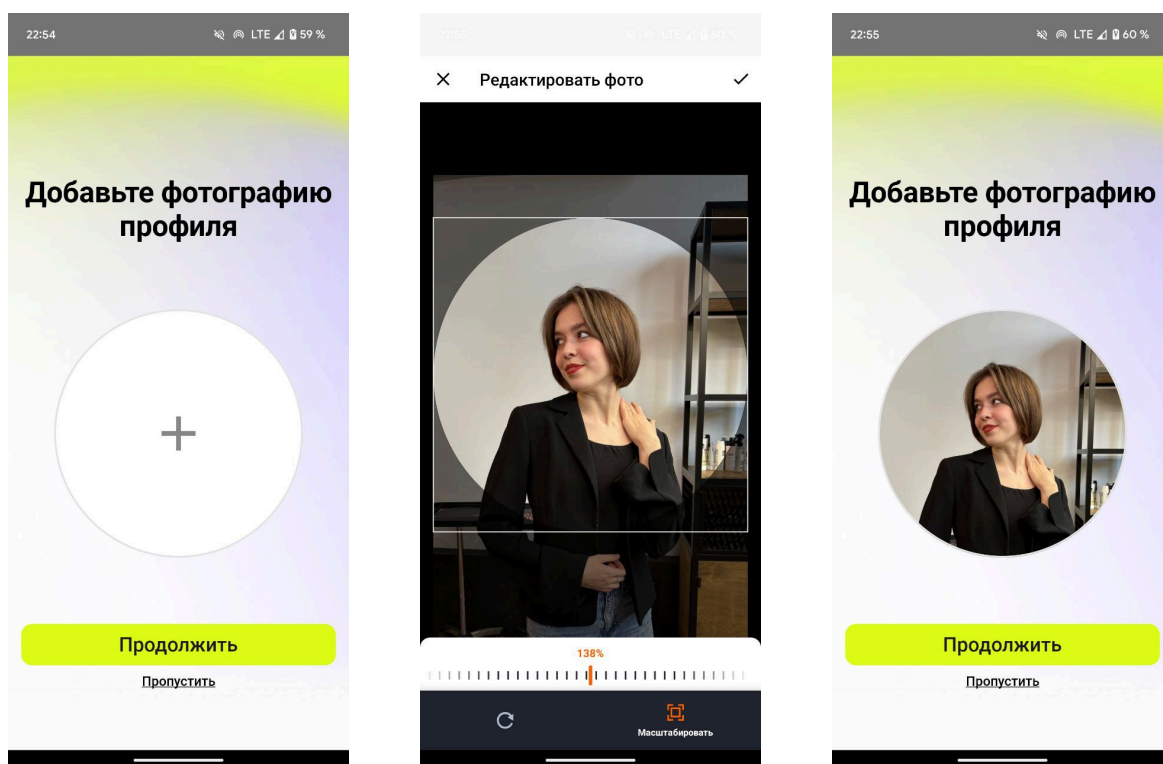 22:54 LTE 59 %
Добавьте фотографию
профиля
Продолжить
Пропустить
Редактировать фото
138%
Масштабировать
22:55 LTE 60 %
Добавьте фотографию
профиля
Продолжить
Пропустить